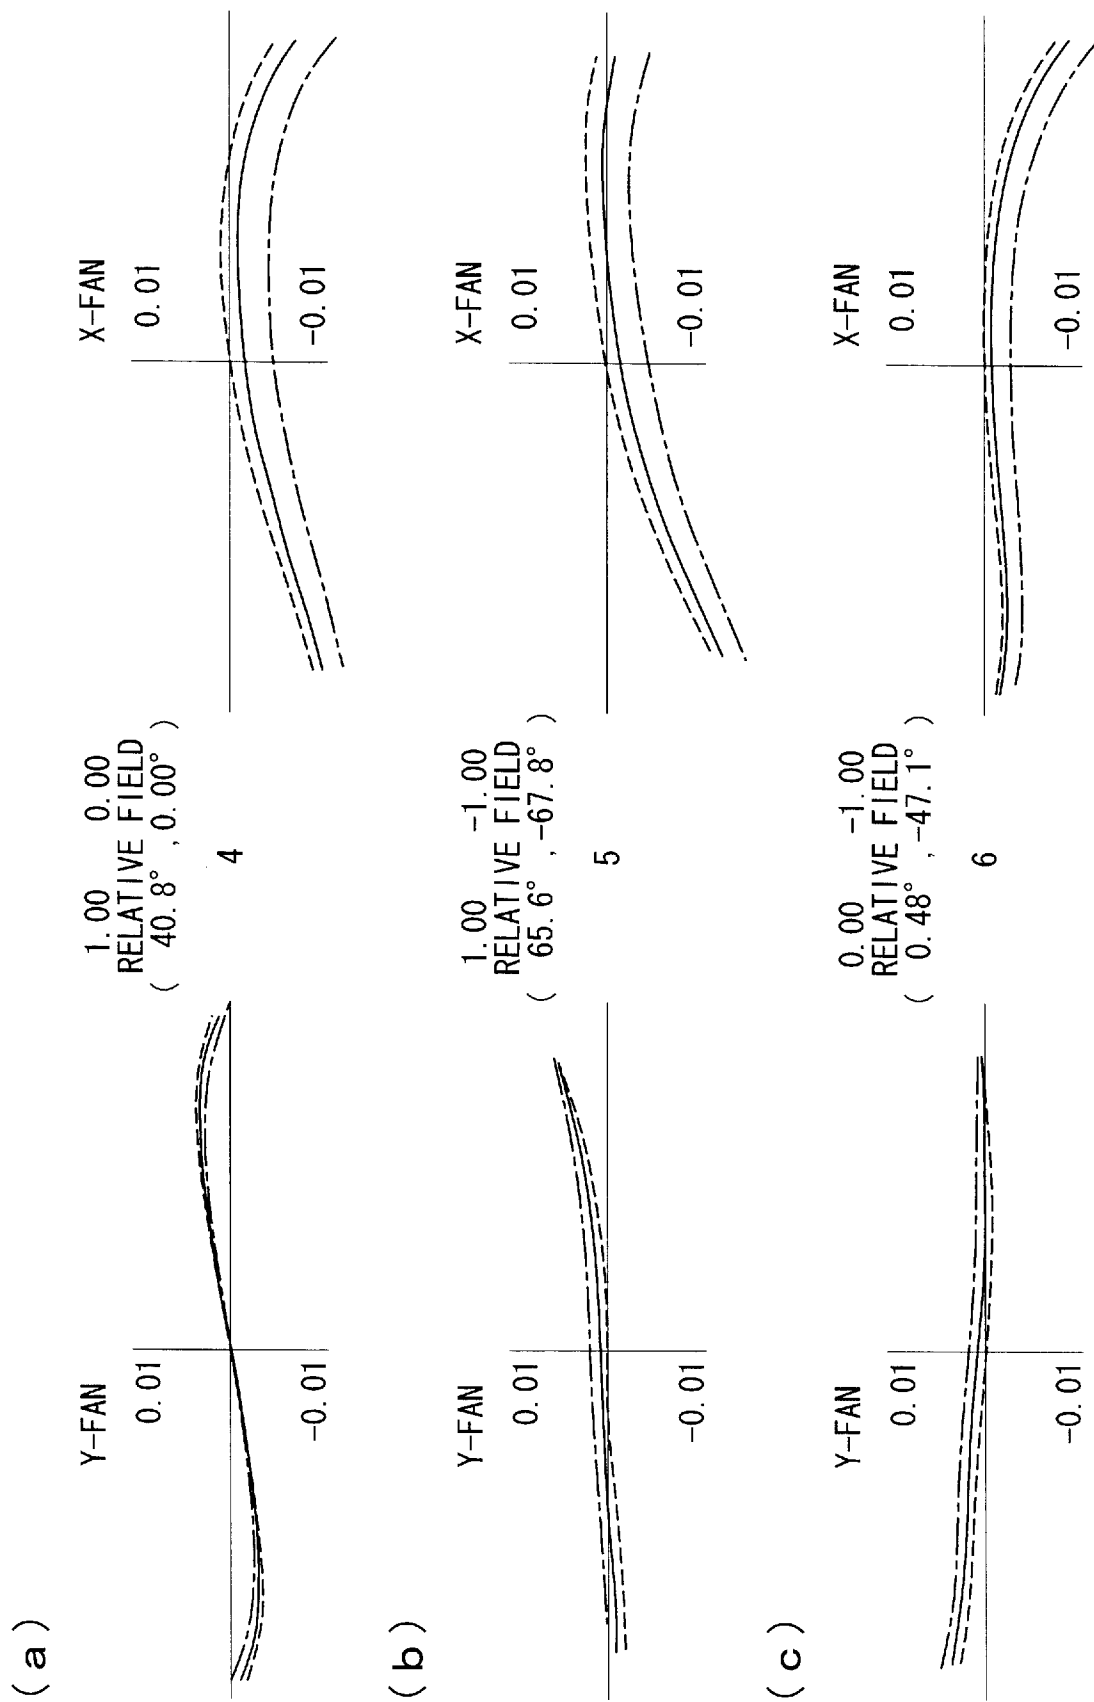 (a)
Y-FAN
0.01
-0.01
1.00 0.00
RELATIVE FIELD
( 40.8° , 0.00° )
4
X-FAN
0.01
-0.01
(b)
Y-FAN
0.01
-0.01
1.00 -1.00
RELATIVE FIELD
( 65.6° , -67.8° )
5
X-FAN
0.01
-0.01
(c)
Y-FAN
0.01
-0.01
0.00 -1.00
RELATIVE FIELD
( 0.48° , -47.1° )
6
X-FAN
0.01
-0.01